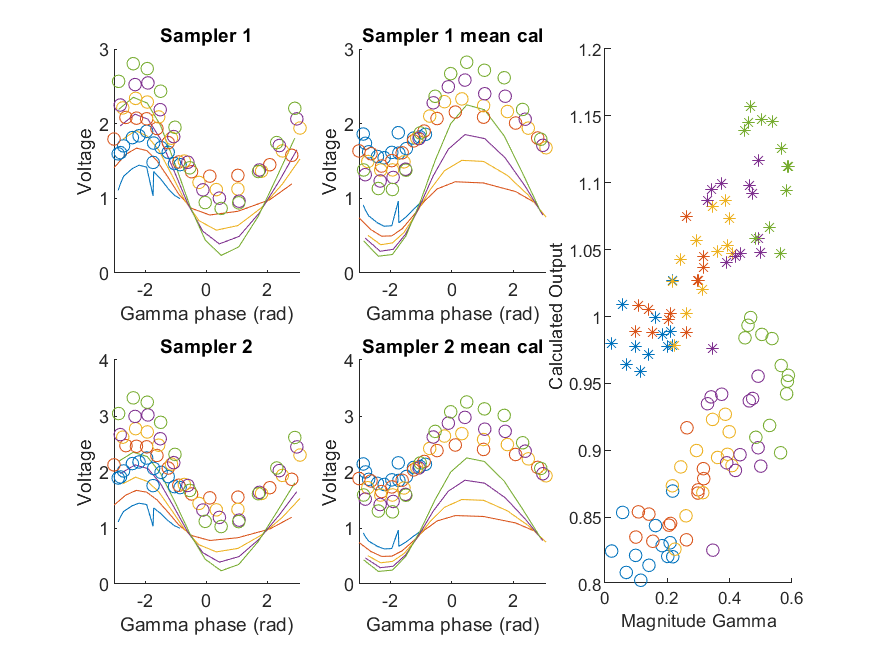 Sampler 1
3
2
1
0
Voltage
-2 0 2
Gamma phase (rad)
Sampler 1 mean cal
3
2
1
0
Voltage
-2 0 2
Gamma phase (rad)
Sampler 2
4
3
2
1
0
Voltage
-2 0 2
Gamma phase (rad)
Sampler 2 mean cal
4
3
2
1
0
Voltage
-2 0 2
Gamma phase (rad)
1.2
1.15
1.1
1.05
1
0.95
0.9
0.85
0.8
Calculated Output
0 0.2 0.4 0.6
Magnitude Gamma